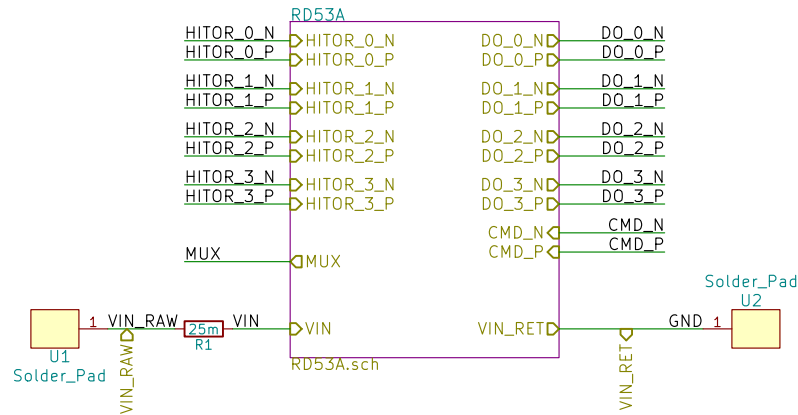 RD53A
HITOR_0_N HITOR_0_N DO_0_N DO_0_N
HITOR_0_P HITOR_0_P DO_0_P DO_0_P
HITOR_1_N HITOR_1_N DO_1_N DO_1_N
HITOR_1_P HITOR_1_P DO_1_P DO_1_P
HITOR_2_N HITOR_2_N DO_2_N DO_2_N
HITOR_2_P HITOR_2_P DO_2_P DO_2_P
HITOR_3_N HITOR_3_N DO_3_N DO_3_N
HITOR_3_P HITOR_3_P DO_3_P DO_3_P
CMD_N CMD_N
CMD_P CMD_P
MUX MUX
Solder_Pad
U2
1 VIN_RAW 25m VIN VIN VIN_RET GND 1
R1
U1
Solder_Pad
RD53A.sch
VIN_RAW
VIN_RET